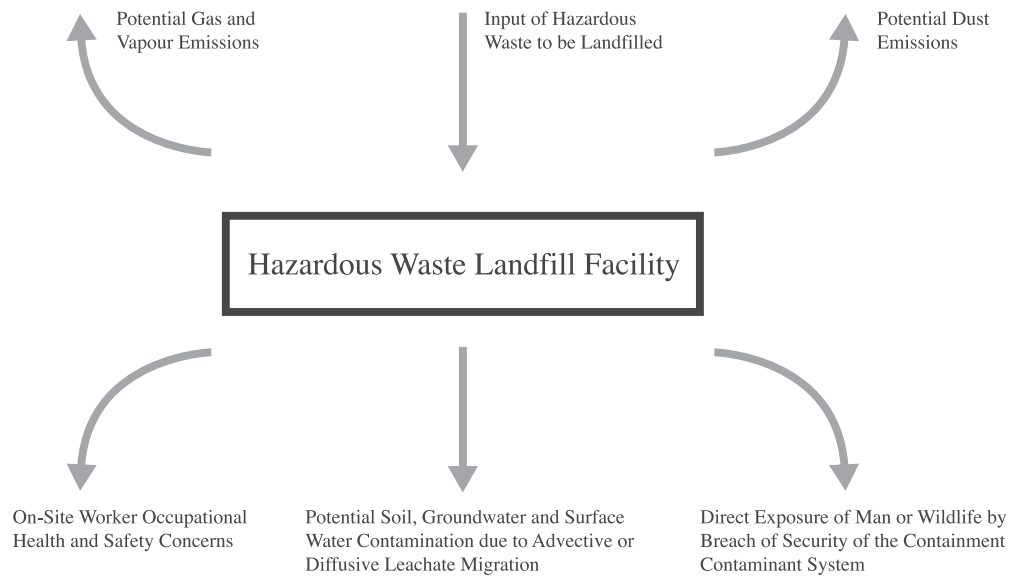 Potential Gas and
Vapour Emissions
Input of Hazardous
Waste to be Landfilled
Potential Dust
Emissions
Hazardous Waste Landfill Facility
On-Site Worker Occupational
Health and Safety Concerns
Potential Soil, Groundwater and Surface
Water Contamination due to Advective or
Diffusive Leachate Migration
Direct Exposure of Man or Wildlife by
Breach of Security of the Containment
Contaminant System